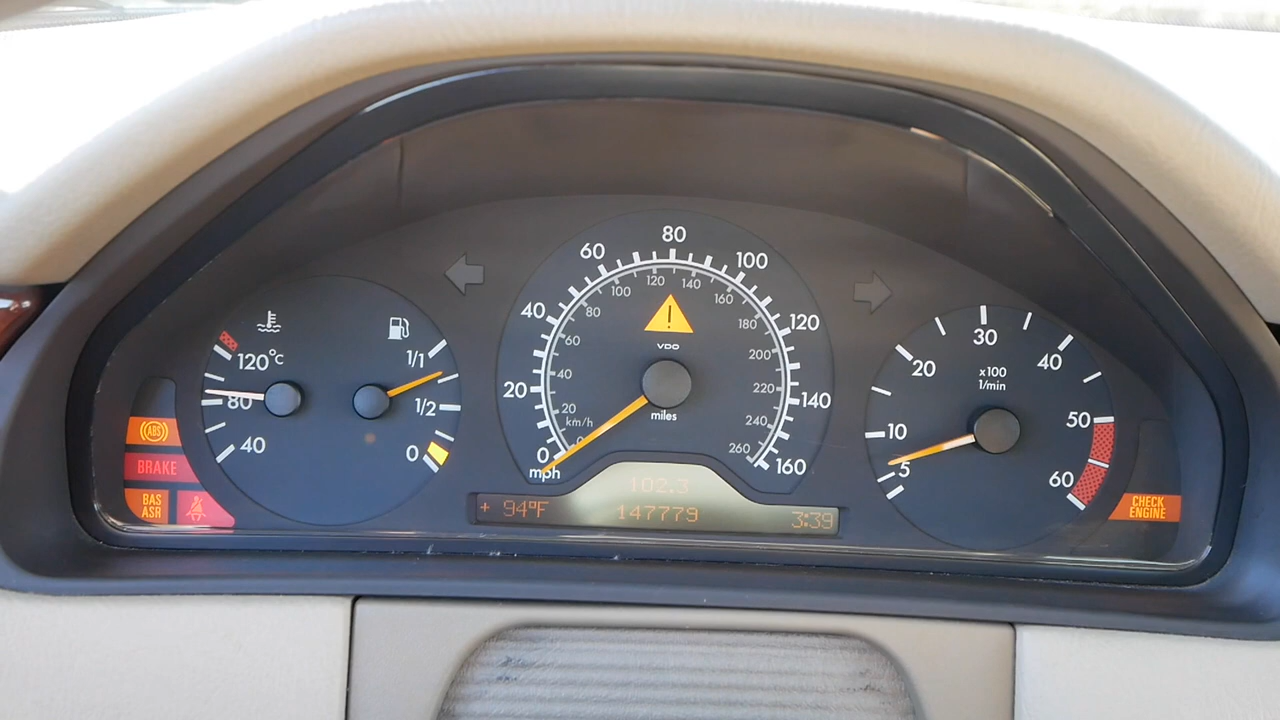 120°C
80
40
1/1
1/2
0
ABS
BRAKE
BAS
ASR
80
60
100
40
120
20
140
0
160
mph
120
140
100
160
80
180
60
200
40
220
20
240
km/h
0
260
VDO
miles
102.3
+ 94°F
147779
3:39
30
20
40
x100
1/min
10
50
5
60
CHECK
ENGINE